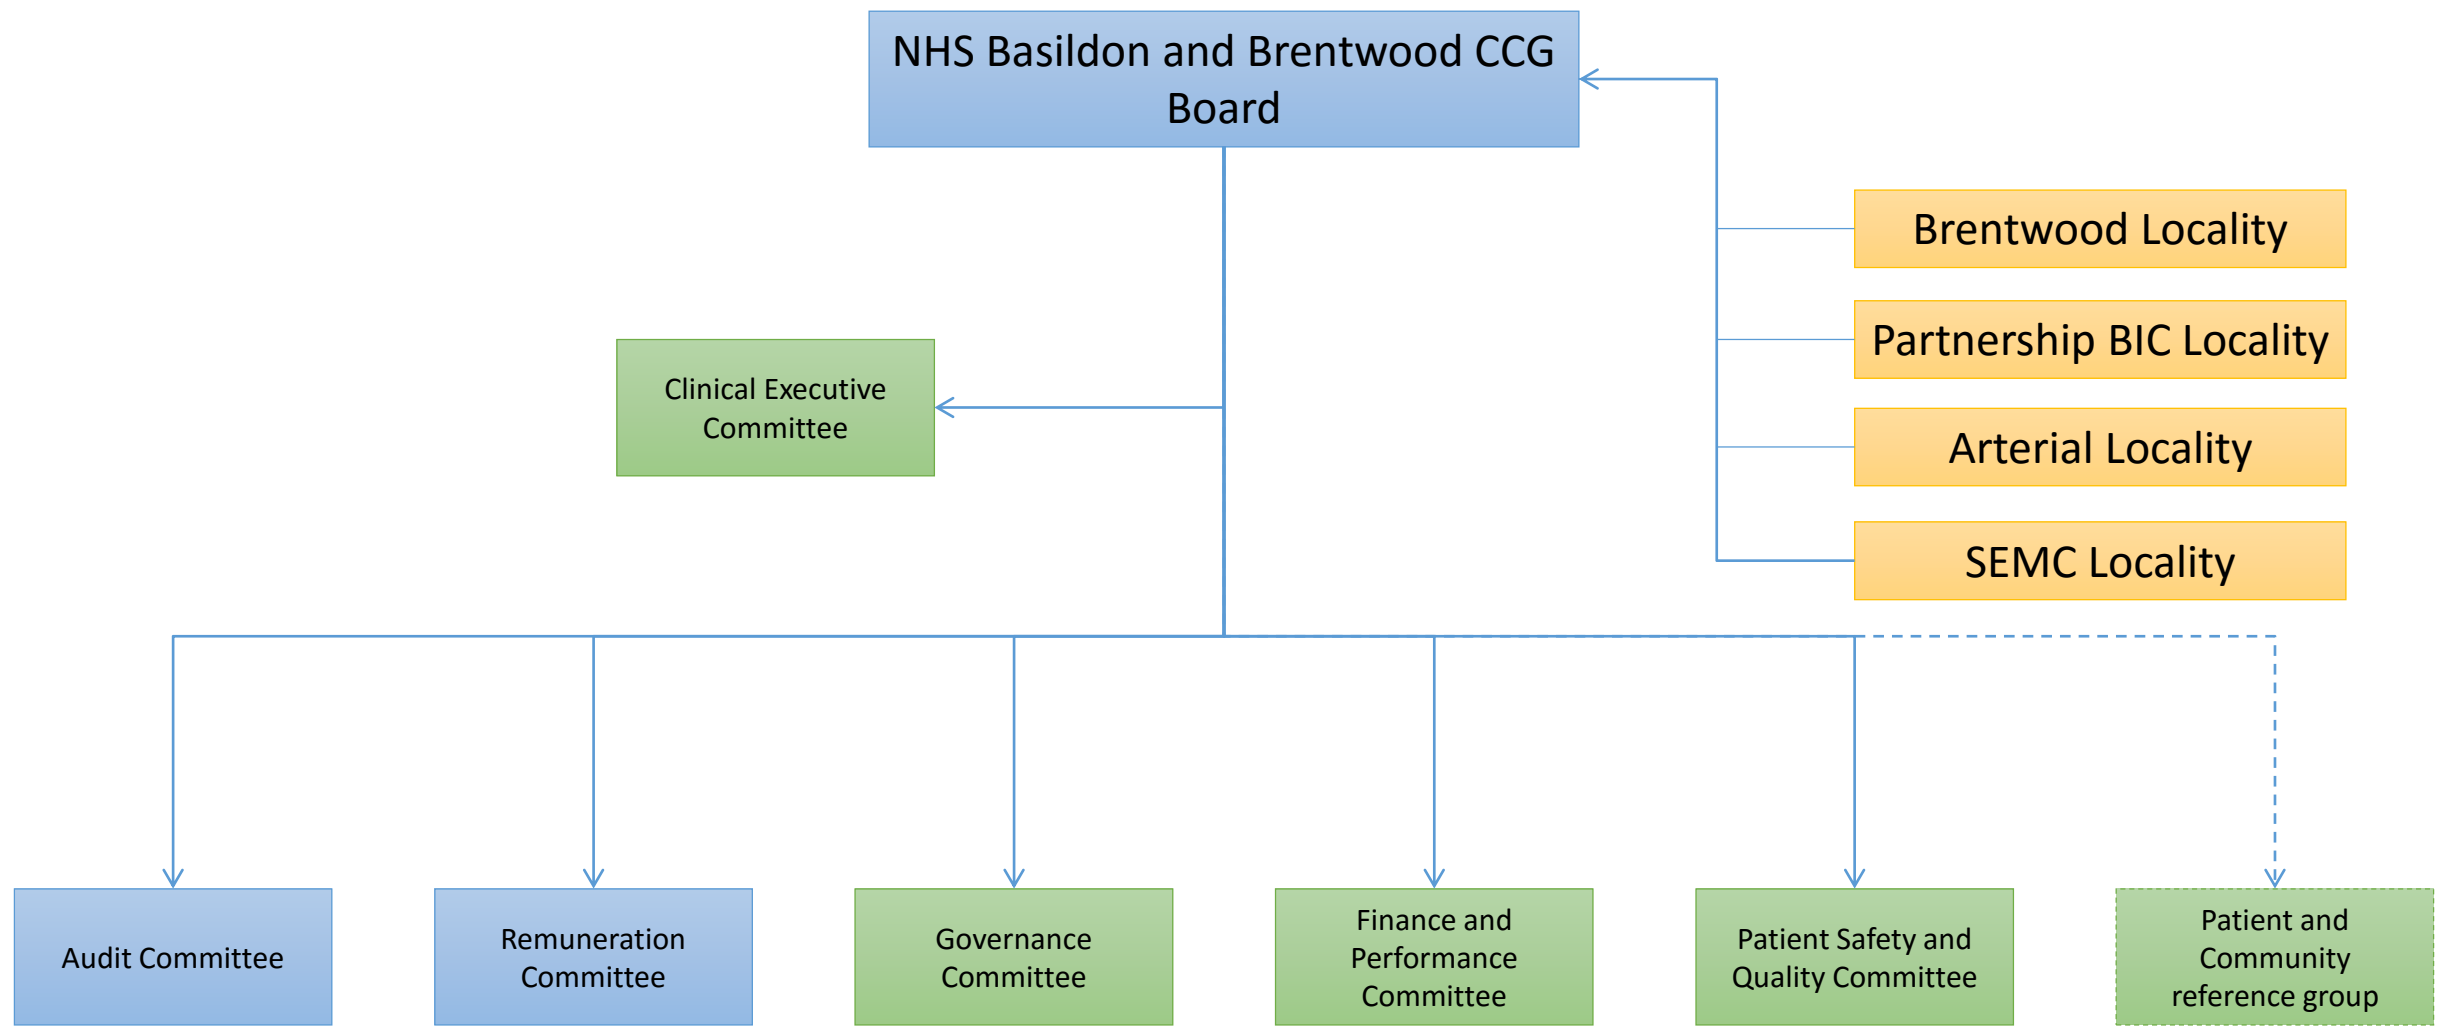 NHS Basildon and Brentwood CCG
Board
Brentwood Locality
Partnership BIC Locality
Clinical Executive
Committee
Arterial Locality
SEMC Locality
Audit Committee
Remuneration
Committee
Governance
Committee
Finance and
Performance
Committee
Patient Safety and
Quality Committee
Patient and
Community
reference group